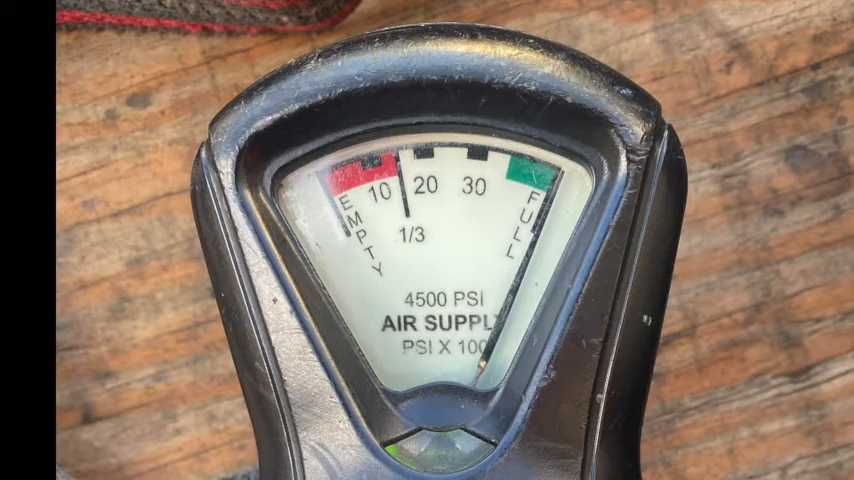 10 20 30
EMPTY
FULL
1/3
4500 PSI
AIR SUPPLY
PSI X 100